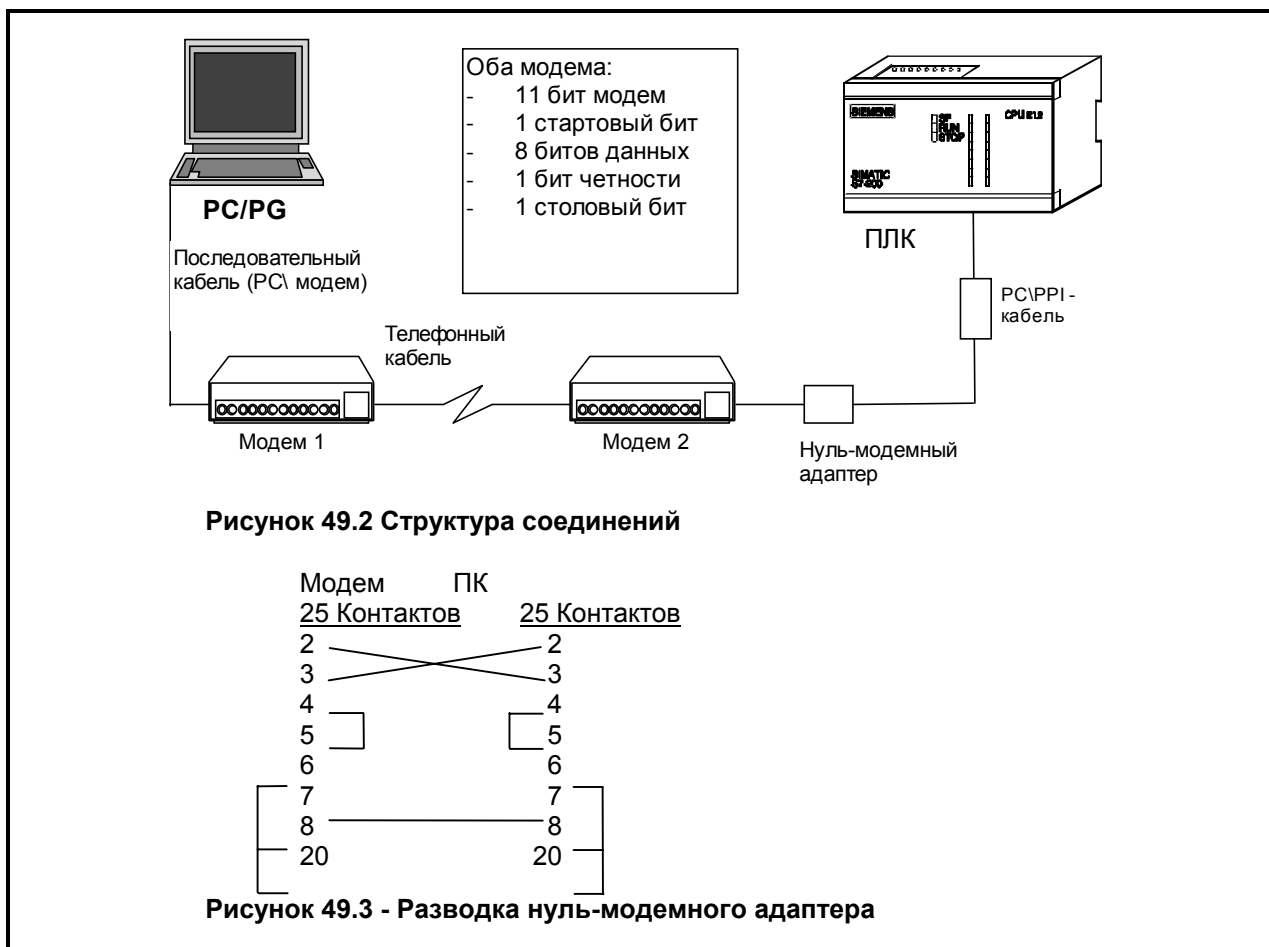 Оба модема:
- 11 бит модем
- 1 стартовый бит
- 8 битов данных
- 1 бит четности
- 1 столовый бит
SIEMENS
SF
RUN
STOP
CPU 212
SIMATIC
S7-200
PC/PG
ПЛК
Последовательный
кабель (PC\ модем)
PC\PPI -
кабель
Телефонный
кабель
Модем 1
Модем 2
Нуль-модемный
адаптер
Рисунок 49.2 Структура соединений
Модем ПК
25 Контактов 25 Контактов
2 2
3 3
4 4
5 5
6 6
7 7
8 8
20 20
Рисунок 49.3 - Разводка нуль-модемного адаптера